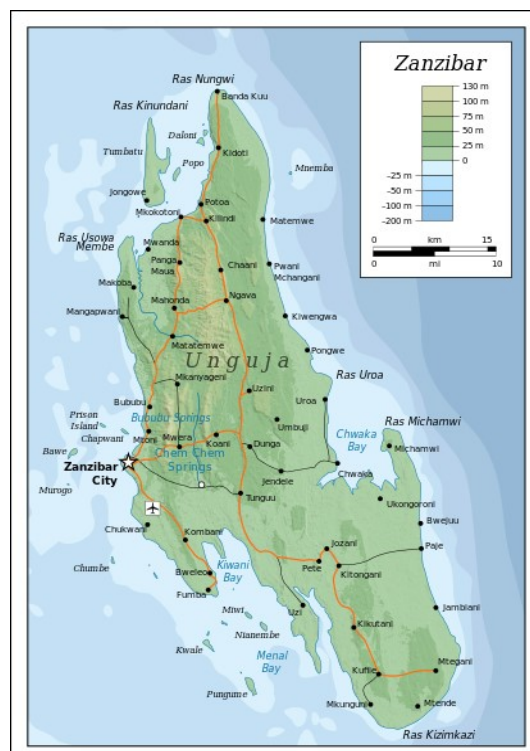 Zanzibar
130 m
100 m
75 m
50 m
25 m
0
-25 m
-50 m
-100 m
-200 m
0 km 15
0 mi 10
Ras Nungwi
Banda Kuu
Ras Kinundani
Daloni
Tumbatu
Kidoti
Popo
Mnemba
Jongowe
Potoa
Mkokotoni
Kilindi
Matemwe
Ras Usowa
Membe
Mwanda
Panga
Maua
Chaani
Pwani
Mchangani
Makoba
Mahonda
Ngava
Mangapwani
Kiwengwa
Matatemwe
Pongwe
Unguja
Mkanyageni
Uzini
Ras Uroa
Uroa
Bububu
Bububu Springs
Prison
Island
Umbuji
Ras Michamwi
Chapwani
Mtoni
Mwera
Koani
Dunga
Chwaka
Bay
Michamwi
Bawe
Chem Chem
Springs
Zanzibar
City
Jendele
Chwaka
Murogo
Tunguu
Ukongoroni
Chukwani
Bwejuu
Kombani
Jozani
Paje
Chumbe
Kiwani
Bay
Pete
Kitongani
Bweleo
Fumba
Miwi
Uzi
Jambiani
Nianembe
Kikutani
Kwale
Menai
Bay
Kufile
Mtegani
Pungume
Mkunguni
Mtende
Ras Kizimkazi